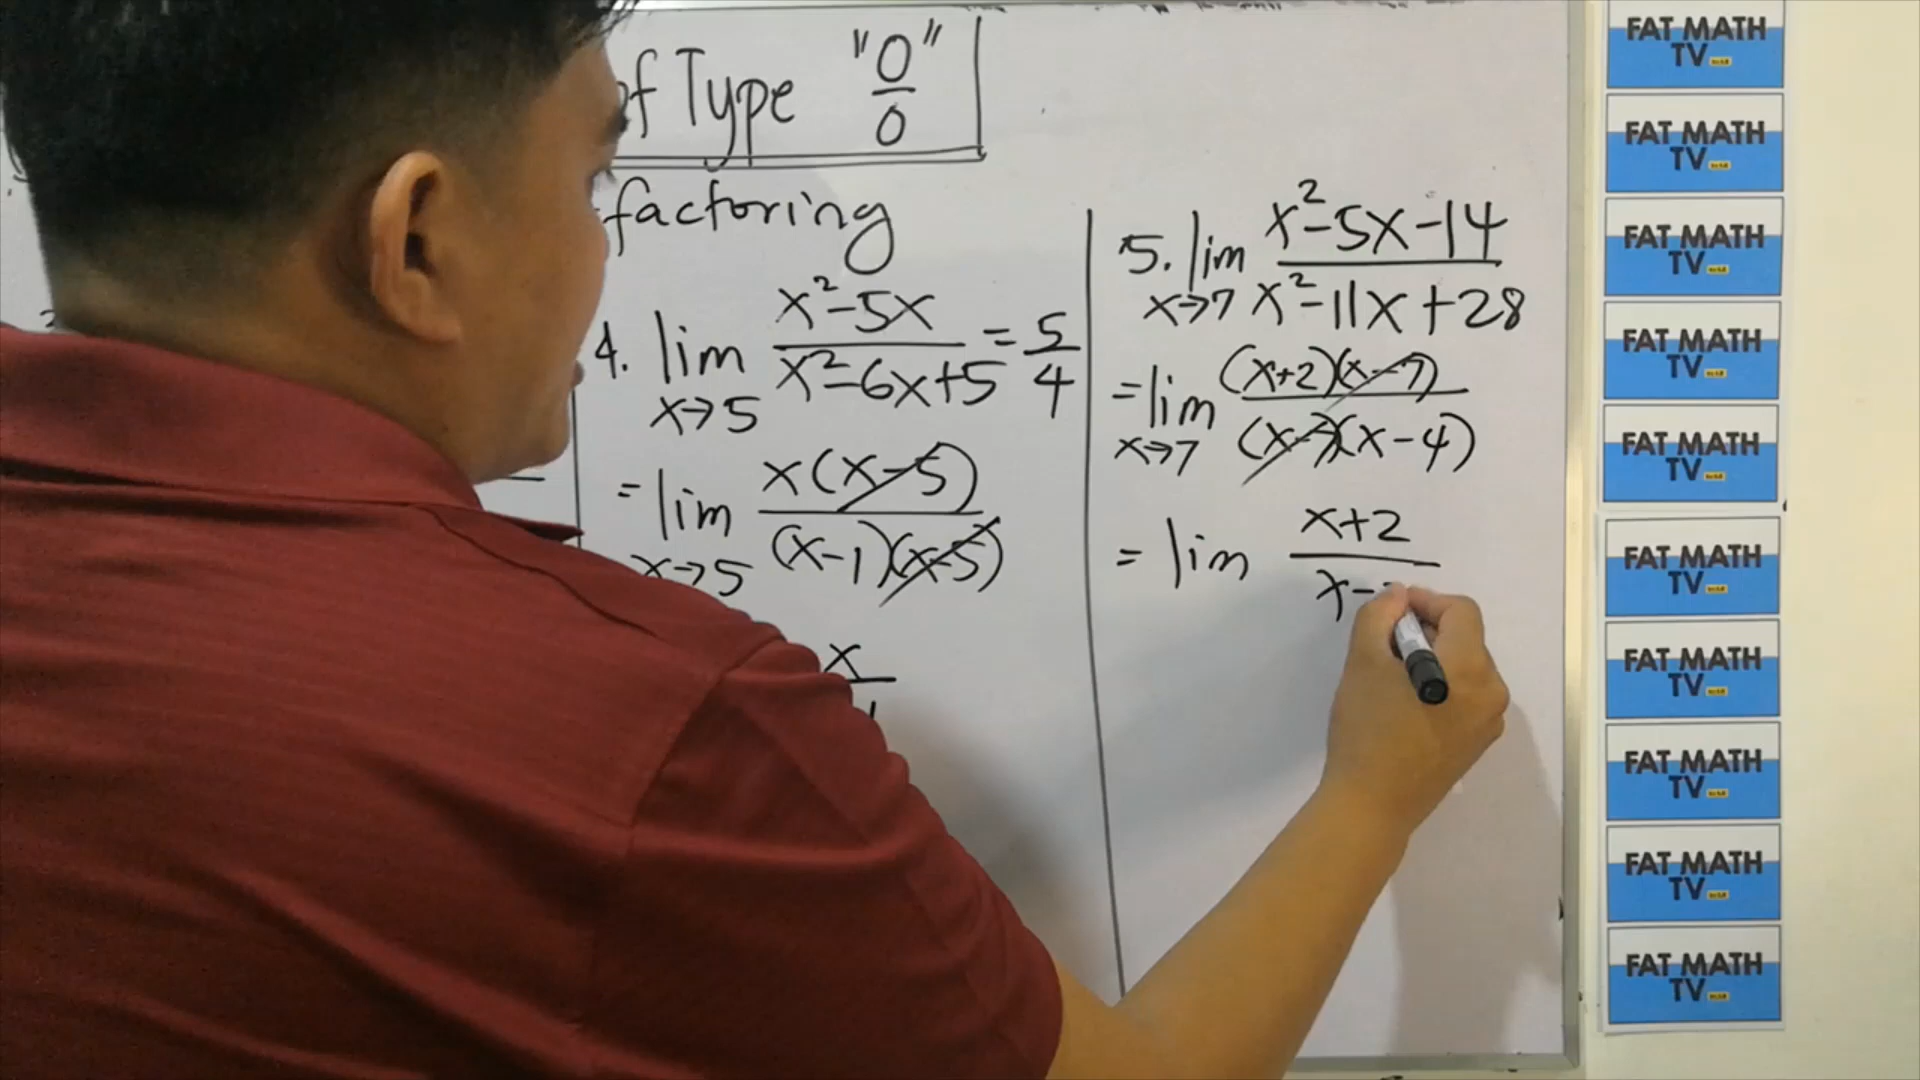 of Type "0/0"
factoring
4. lim x→5 x²-5x / x²-6x+5 = 5/4
= lim x→5 x(x-5) / (x-1)(x-5)
x
5. lim x→7 x²-5x-14 / x²-11x+28
= lim x→7 (x+2)(x-7) / (x-7)(x-4)
= lim x+2 / x-
FAT MATH
TV
FAT MATH
TV
FAT MATH
TV
FAT MATH
TV
FAT MATH
TV
FAT MATH
TV
FAT MATH
TV
FAT MATH
TV
FAT MATH
TV
FAT MATH
TV